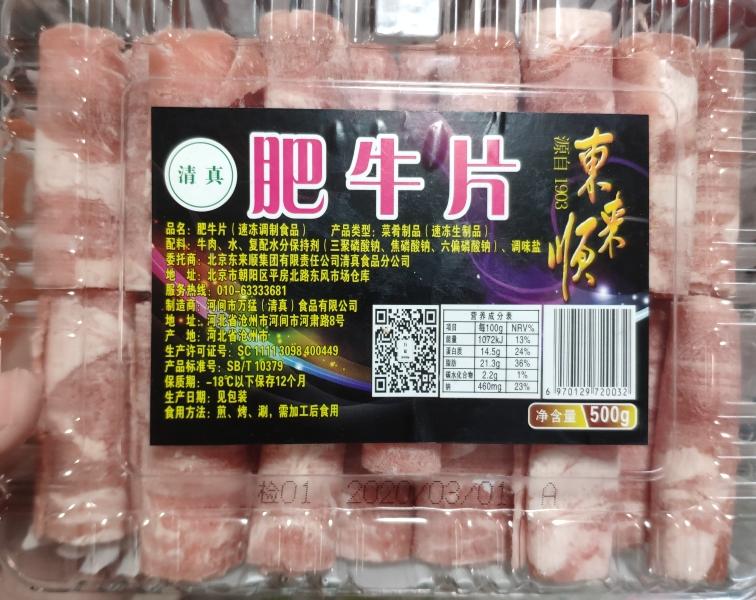 清真
肥牛片
源自 1903
東来順
品名：肥牛片（速冻调制食品） 产品类型：菜肴制品（速冻生制品）
配料：牛肉、水、复配水分保持剂（三聚磷酸钠、焦磷酸钠、六偏磷酸钠）、调味盐
委托商：北京东来顺集团有限责任公司清真食品分公司
地 址：北京市朝阳区平房北路东风市场仓库
服务热线：010-63333681
制造商：河间市万猛（清真）食品有限公司
地 址：河北省沧州市河间市河肃路8号
产 地：河北省沧州市
生产许可证号：SC 1111 3098 400449
产品标准号：SB/T 10379
保质期：-18℃以下保存12个月
生产日期：见包装
食用方法：煎、烤、涮，需加工后食用
营养成分表
项目 每100g NRV%
能量 1072kJ 13%
蛋白质 14.5g 24%
脂肪 21.3g 36%
碳水化合物 2.2g 1%
钠 460mg 23%
6 970129 720032
净含量 500g
检01 2020/03/01 A